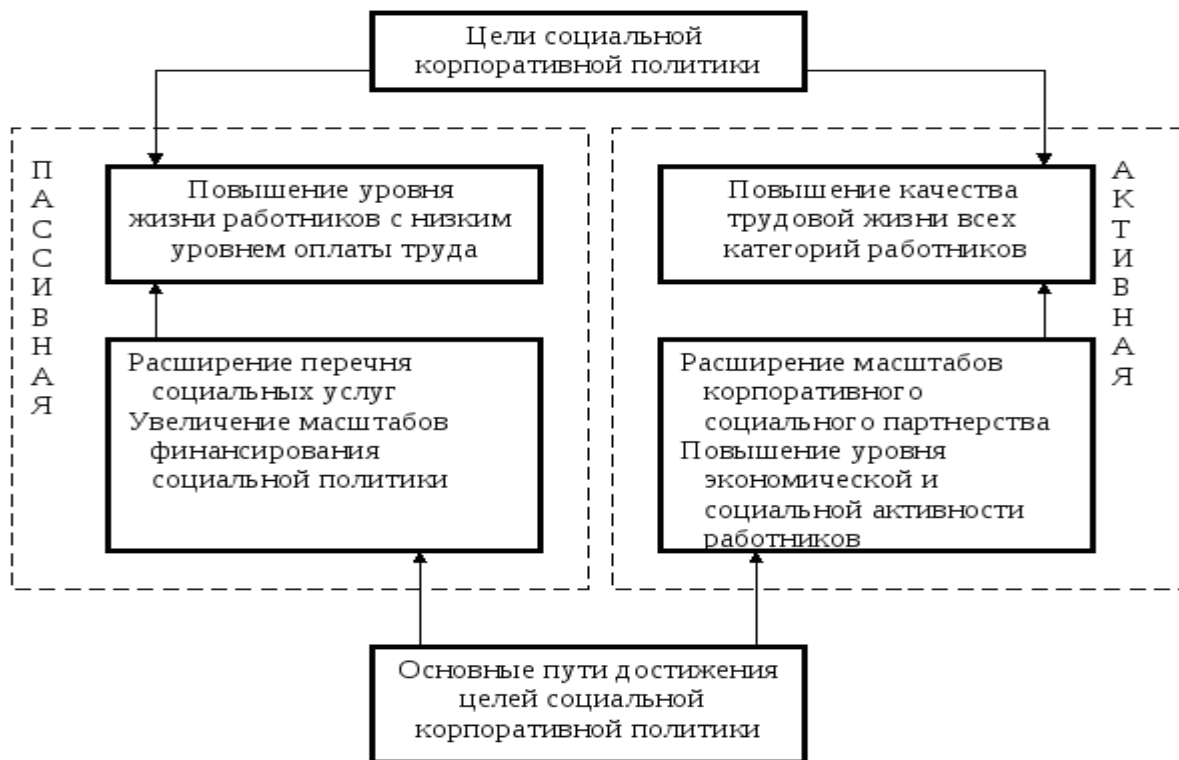 Цели социальной
корпоративной политики
ПАССИВНАЯ
Повышение уровня
жизни работников с низким
уровнем оплаты труда
Расширение перечня
социальных услуг
Увеличение масштабов
финансирования
социальной политики
Повышение качества
трудовой жизни всех
категорий работников
Расширение масштабов
корпоративного
социального партнерства
Повышение уровня
экономической и
социальной активности
работников
АКТИВНАЯ
Основные пути достижения
целей социальной
корпоративной политики